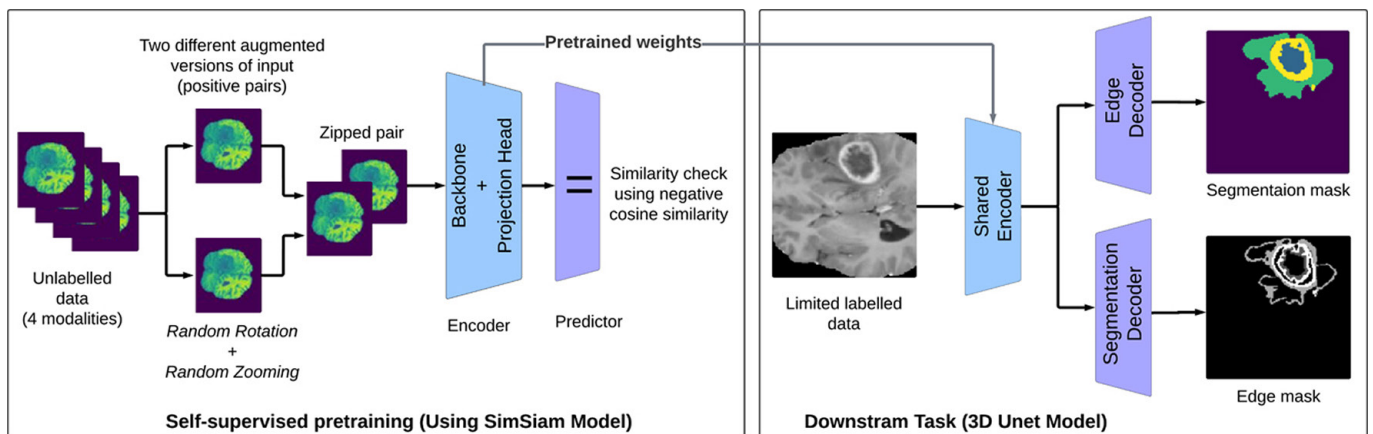 Two different augmented
versions of input
(positive pairs)
Zipped pair
Unlabelled
data
(4 modalities)
Random Rotation
+
Random Zooming
Backbone
+
Projection Head
Encoder
=
Predictor
Similarity check
using negative
cosine similarity
Self-supervised pretraining (Using SimSiam Model)
Pretrained weights
Limited labelled
data
Shared
Encoder
Edge
Decoder
Segmentaion mask
Segmentation
Decoder
Edge mask
Downstram Task (3D Unet Model)